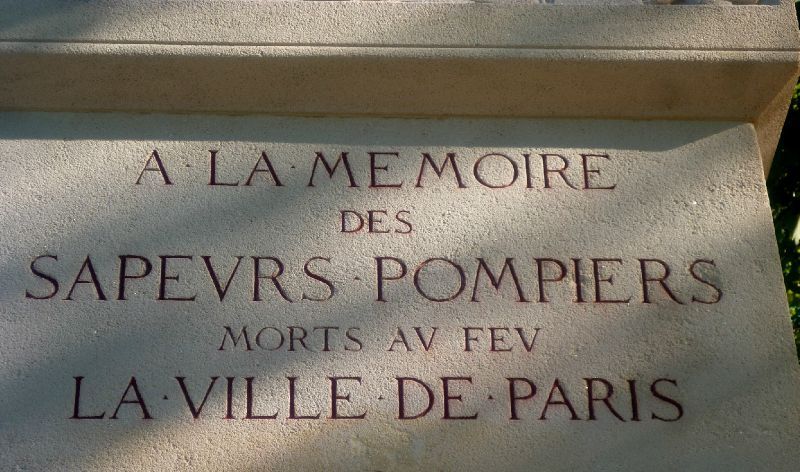 A · LA · MEMOIRE
DES
SAPEVRS · POMPIERS
MORTS AV FEV
LA · VILLE · DE · PARIS